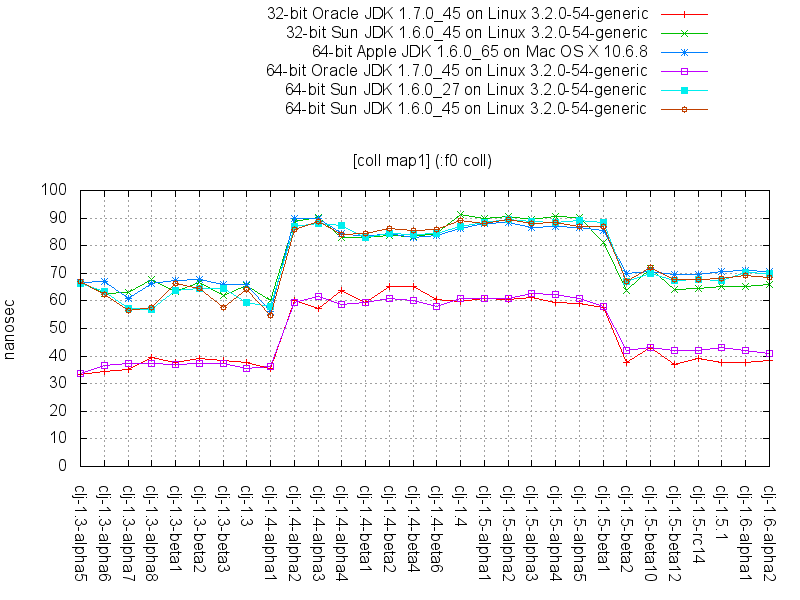 32-bit Oracle JDK 1.7.0_45 on Linux 3.2.0-54-generic
32-bit Sun JDK 1.6.0_45 on Linux 3.2.0-54-generic
64-bit Apple JDK 1.6.0_65 on Mac OS X 10.6.8
64-bit Oracle JDK 1.7.0_45 on Linux 3.2.0-54-generic
64-bit Sun JDK 1.6.0_27 on Linux 3.2.0-54-generic
64-bit Sun JDK 1.6.0_45 on Linux 3.2.0-54-generic
[coll map1] (:f0 coll)
nanosec
100
90
80
70
60
50
40
30
20
10
0
clj-1.3-alpha5
clj-1.3-alpha6
clj-1.3-alpha7
clj-1.3-alpha8
clj-1.3-beta1
clj-1.3-beta2
clj-1.3-beta3
clj-1.3
clj-1.4-alpha1
clj-1.4-alpha2
clj-1.4-alpha3
clj-1.4-alpha4
clj-1.4-beta1
clj-1.4-beta2
clj-1.4-beta4
clj-1.4-beta6
clj-1.4
clj-1.5-alpha1
clj-1.5-alpha2
clj-1.5-alpha3
clj-1.5-alpha4
clj-1.5-alpha5
clj-1.5-beta1
clj-1.5-beta2
clj-1.5-beta10
clj-1.5-beta12
clj-1.5-rc14
clj-1.5.1
clj-1.6-alpha1
clj-1.6-alpha2